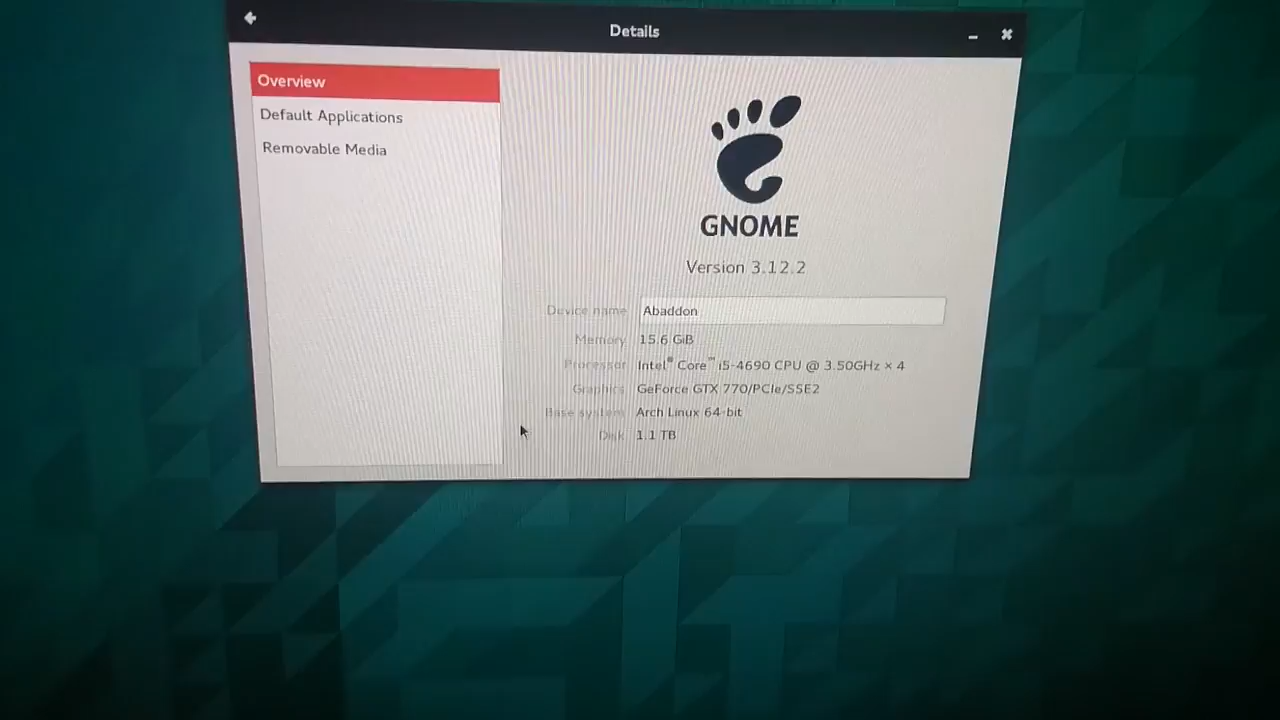 Details
Overview
Default Applications
Removable Media
GNOME
Version 3.12.2
Device name Abaddon
Memory 15.6 GiB
Processor Intel® Core™ i5-4690 CPU @ 3.50GHz × 4
Graphics GeForce GTX 770/PCIe/SSE2
Base system Arch Linux 64-bit
Disk 1.1 TB